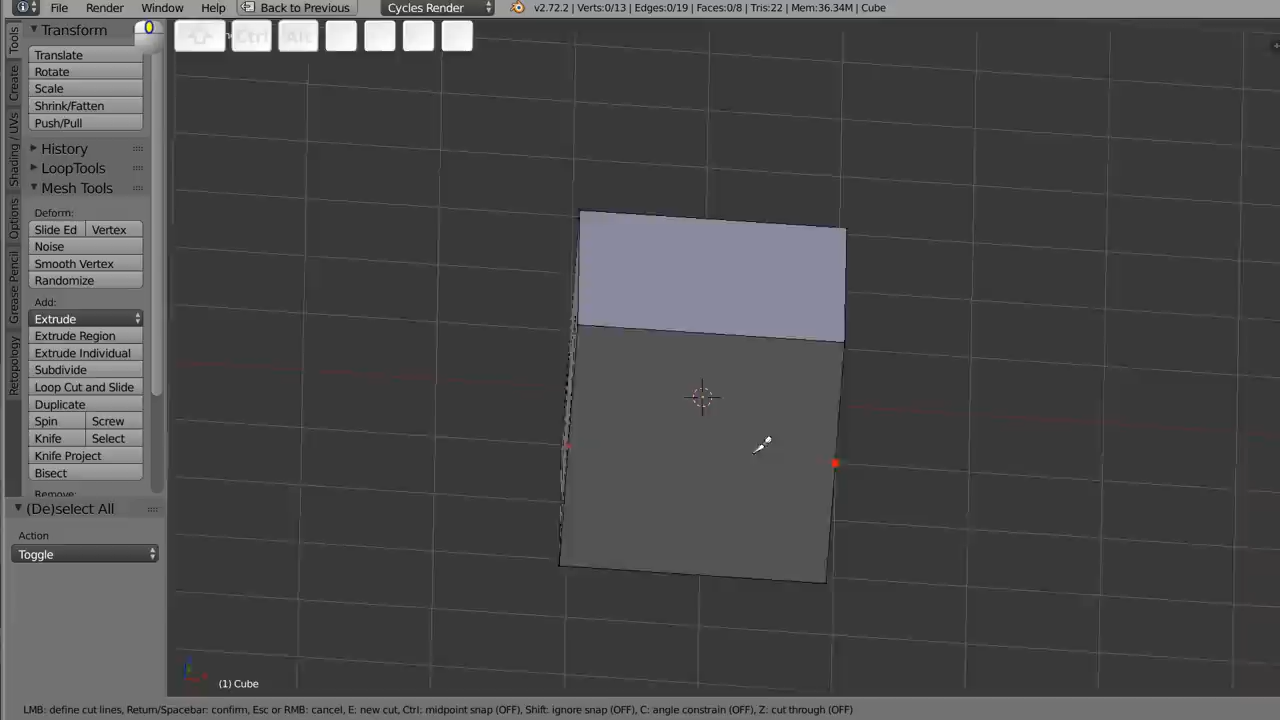 File Render Window Help Back to Previous Cycles Render v2.72.2 | Verts:0/13 | Edges:0/19 | Faces:0/8 | Tris:22 | Mem:36.34M | Cube
Transform
Ctrl Alt
Translate
Rotate
Scale
Shrink/Fatten
Push/Pull
History
LoopTools
Mesh Tools
Deform:
Slide Ed Vertex
Noise
Smooth Vertex
Randomize
Add:
Extrude
Extrude Region
Extrude Individual
Subdivide
Loop Cut and Slide
Duplicate
Spin Screw
Knife Select
Knife Project
Bisect
Remove:
Tools
Create
Shading / UVs
Options
Grease Pencil
Retopology
(De)select All
Action
Toggle
(1) Cube
LMB: define cut lines, Return/Spacebar: confirm, Esc or RMB: cancel, E: new cut, Ctrl: midpoint snap (OFF), Shift: ignore snap (OFF), C: angle constrain (OFF), Z: cut through (OFF)